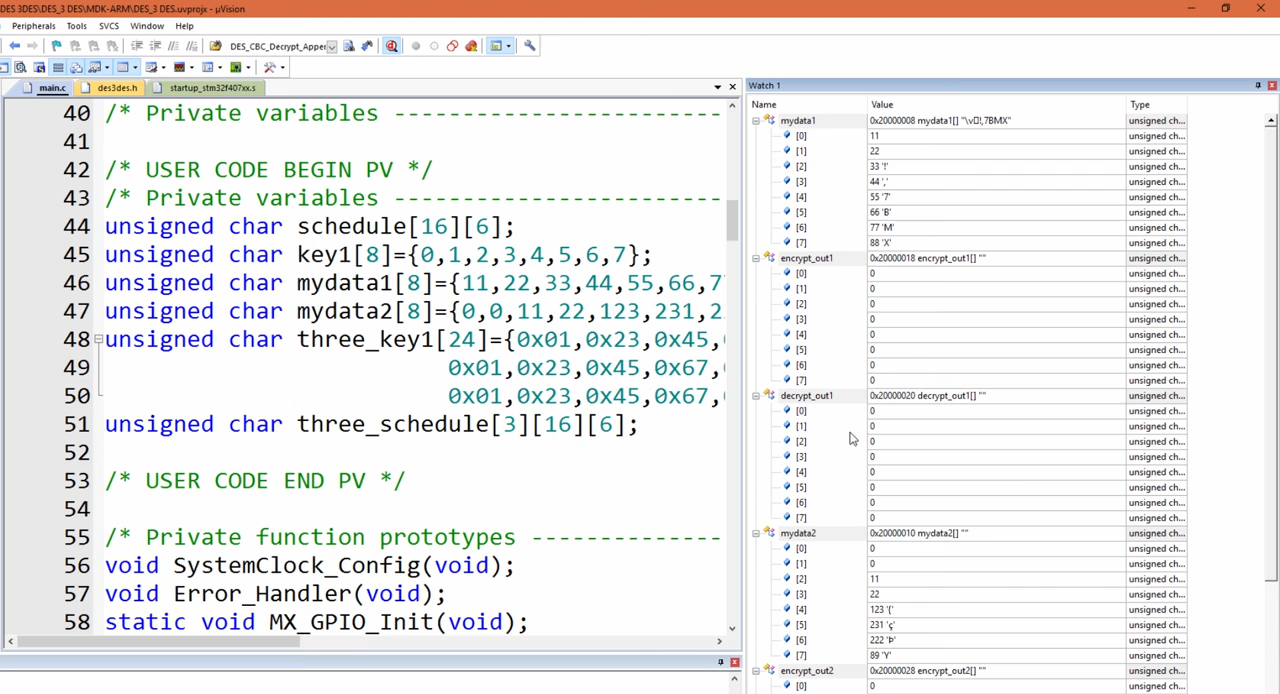 DES 3DES\DES_3 DES\MDK-ARM\DES_3 DES.uvprojx - µVision
Peripherals Tools SVCS Window Help
DES_CBC_Decrypt_Apper
main.c des3des.h startup_stm32f407xx.s
40 /* Private variables ------------------------
41
42 /* USER CODE BEGIN PV */
43 /* Private variables ------------------------
44 unsigned char schedule[16][6];
45 unsigned char key1[8]={0,1,2,3,4,5,6,7};
46 unsigned char mydata1[8]={11,22,33,44,55,66,7
47 unsigned char mydata2[8]={0,0,11,22,123,231,2
48 unsigned char three_key1[24]={0x01,0x23,0x45,
49 0x01,0x23,0x45,0x67,
50 0x01,0x23,0x45,0x67,
51 unsigned char three_schedule[3][16][6];
52
53 /* USER CODE END PV */
54
55 /* Private function prototypes --------------
56 void SystemClock_Config(void);
57 void Error_Handler(void);
58 static void MX_GPIO_Init(void);
Watch 1
Name Value Type
mydata1 0x20000008 mydata1[] "\v▯!,7BMX" unsigned ch...
[0] 11 unsigned ch...
[1] 22 unsigned ch...
[2] 33 '!' unsigned ch...
[3] 44 ',' unsigned ch...
[4] 55 '7' unsigned ch...
[5] 66 'B' unsigned ch...
[6] 77 'M' unsigned ch...
[7] 88 'X' unsigned ch...
encrypt_out1 0x20000018 encrypt_out1[] "" unsigned ch...
[0] 0 unsigned ch...
[1] 0 unsigned ch...
[2] 0 unsigned ch...
[3] 0 unsigned ch...
[4] 0 unsigned ch...
[5] 0 unsigned ch...
[6] 0 unsigned ch...
[7] 0 unsigned ch...
decrypt_out1 0x20000020 decrypt_out1[] "" unsigned ch...
[0] 0 unsigned ch...
[1] 0 unsigned ch...
[2] 0 unsigned ch...
[3] 0 unsigned ch...
[4] 0 unsigned ch...
[5] 0 unsigned ch...
[6] 0 unsigned ch...
[7] 0 unsigned ch...
mydata2 0x20000010 mydata2[] "" unsigned ch...
[0] 0 unsigned ch...
[1] 0 unsigned ch...
[2] 11 unsigned ch...
[3] 22 unsigned ch...
[4] 123 '{' unsigned ch...
[5] 231 'ç' unsigned ch...
[6] 222 'Þ' unsigned ch...
[7] 89 'Y' unsigned ch...
encrypt_out2 0x20000028 encrypt_out2[] "" unsigned ch...
[0] 0 unsigned ch...